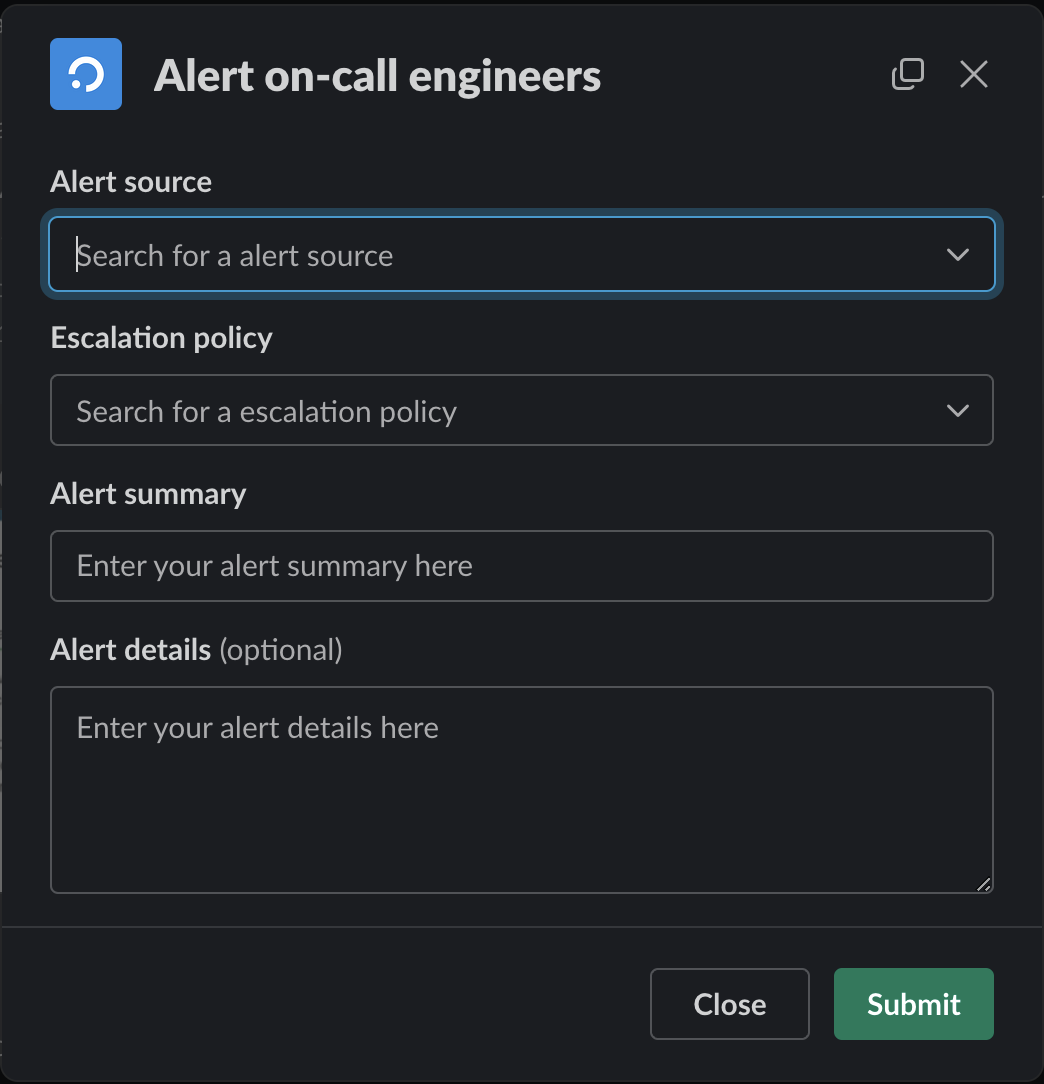 Alert on-call engineers
Alert source
Search for a alert source
Escalation policy
Search for a escalation policy
Alert summary
Enter your alert summary here
Alert details (optional)
Enter your alert details here
Close
Submit